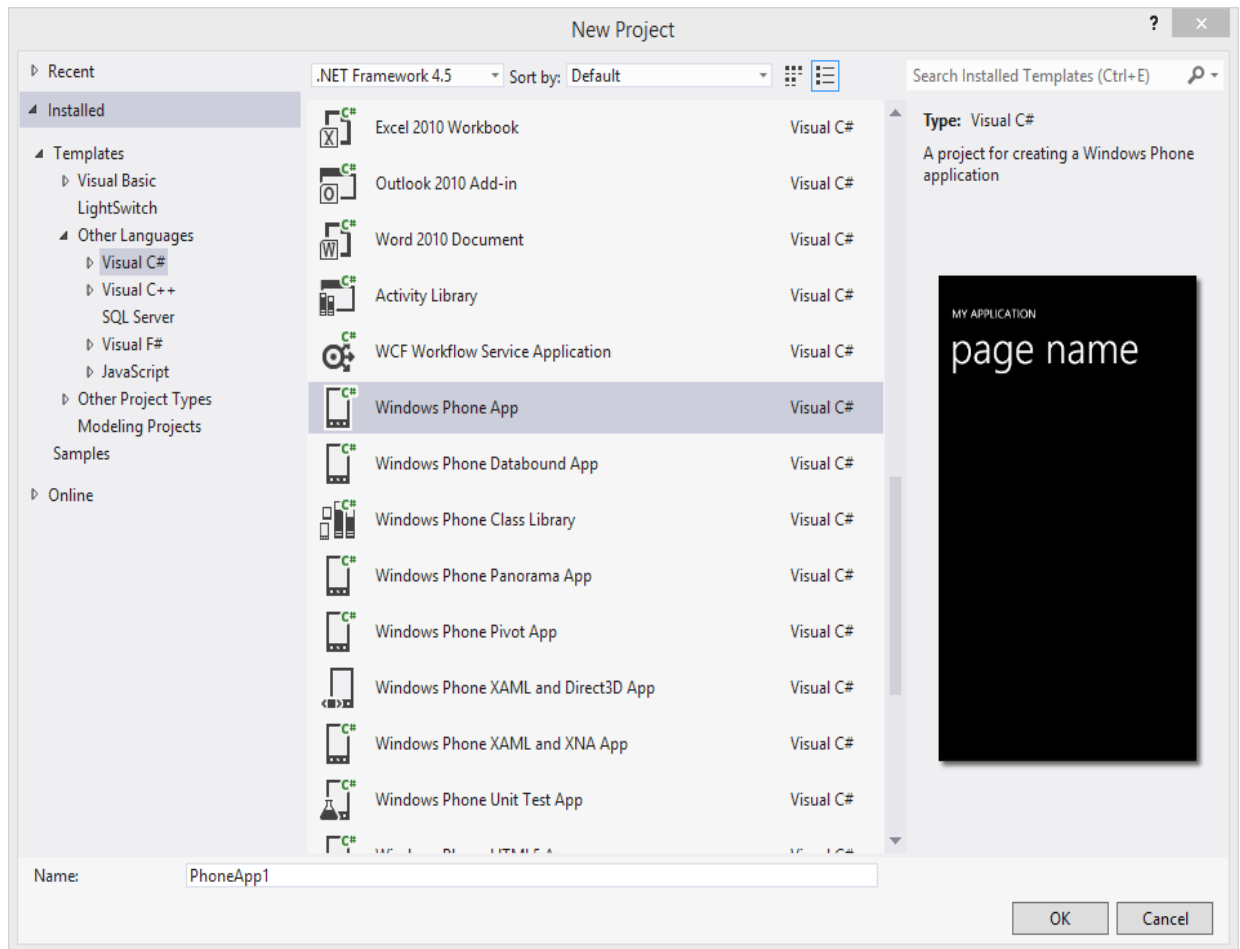 New Project
?
Recent
Installed
Templates
Visual Basic
LightSwitch
Other Languages
Visual C#
Visual C++
SQL Server
Visual F#
JavaScript
Other Project Types
Modeling Projects
Samples
Online
.NET Framework 4.5
Sort by: Default
C# X Excel 2010 Workbook Visual C#
C# O Outlook 2010 Add-in Visual C#
C# W Word 2010 Document Visual C#
C# Activity Library Visual C#
C# WCF Workflow Service Application Visual C#
C# Windows Phone App Visual C#
C# Windows Phone Databound App Visual C#
C# Windows Phone Class Library Visual C#
C# Windows Phone Panorama App Visual C#
C# Windows Phone Pivot App Visual C#
Windows Phone XAML and Direct3D App Visual C#
C# Windows Phone XAML and XNA App Visual C#
C# Windows Phone Unit Test App Visual C#
C#
Search Installed Templates (Ctrl+E)
Type: Visual C#
A project for creating a Windows Phone
application
MY APPLICATION
page name
Name: PhoneApp1
OK Cancel